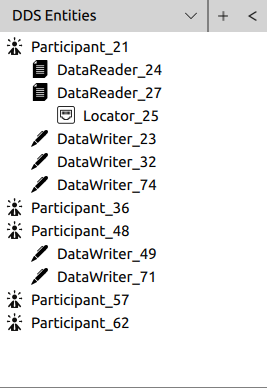 DDS Entities
Participant_21
DataReader_24
DataReader_27
Locator_25
DataWriter_23
DataWriter_32
DataWriter_74
Participant_36
Participant_48
DataWriter_49
DataWriter_71
Participant_57
Participant_62